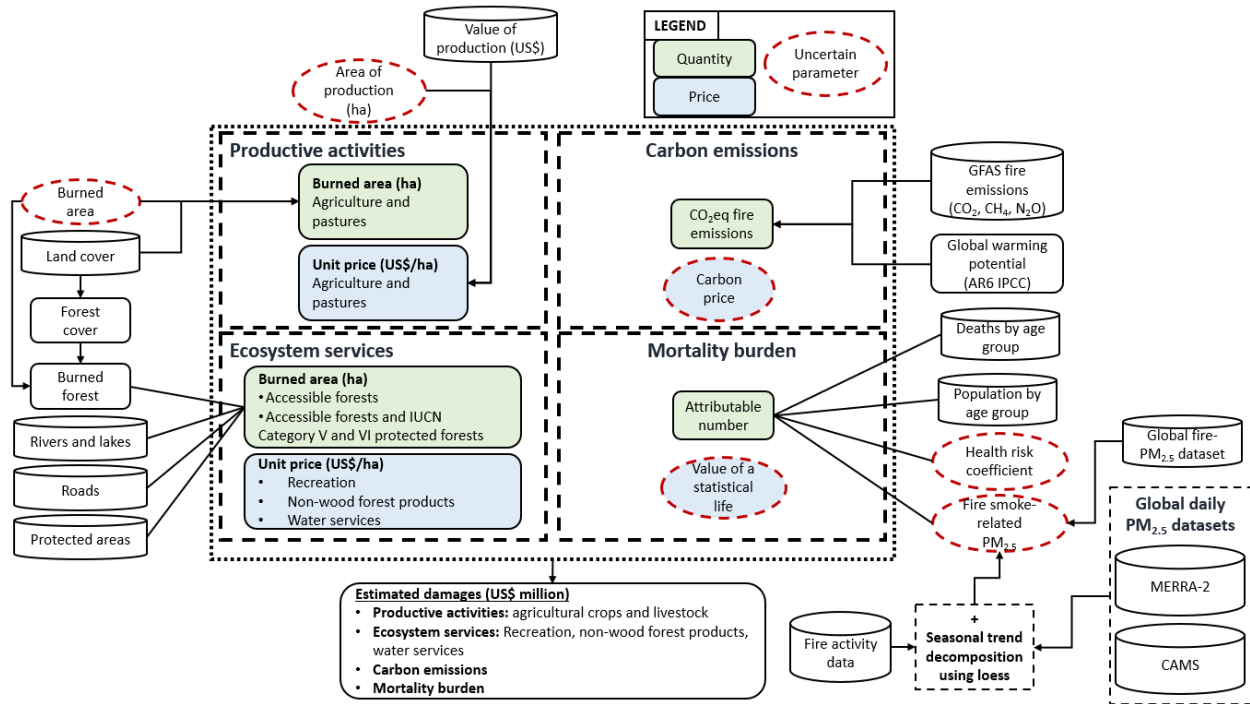 Value of
production (US$)
LEGEND
Quantity
Price
Uncertain
parameter
Area of
production
(ha)
Productive activities
Burned area (ha)
Agriculture and
pastures
Unit price (US$/ha)
Agriculture and
pastures
Carbon emissions
CO₂eq fire
emissions
Carbon
price
GFAS fire
emissions
(CO₂, CH₄, N₂O)
Global warming
potential
(AR6 IPCC)
Burned
area
Land cover
Forest
cover
Burned
forest
Rivers and lakes
Roads
Protected areas
Ecosystem services
Burned area (ha)
•Accessible forests
•Accessible forests and IUCN
Category V and VI protected forests
Unit price (US$/ha)
• Recreation
• Non-wood forest products
• Water services
Mortality burden
Attributable
number
Value of a
statistical
life
Deaths by age
group
Population by
age group
Health risk
coefficient
Fire smoke-
related
PM₂.₅
Global fire-
PM₂.₅ dataset
Global daily
PM₂.₅ datasets
MERRA-2
CAMS
Fire activity
data
+
Seasonal trend
decomposition
using loess
Estimated damages (US$ million)
• Productive activities: agricultural crops and livestock
• Ecosystem services: Recreation, non-wood forest products,
water services
• Carbon emissions
• Mortality burden